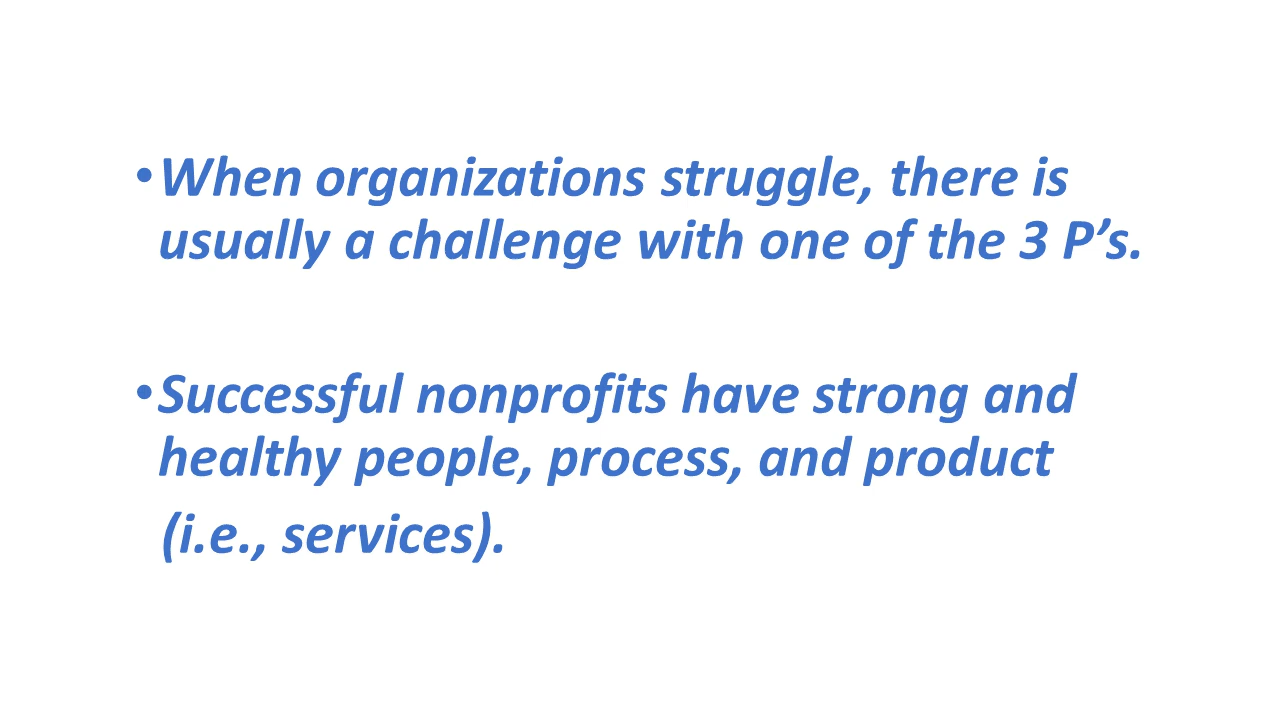 •When organizations struggle, there is
usually a challenge with one of the 3 P’s.
•Successful nonprofits have strong and
healthy people, process, and product
(i.e., services).